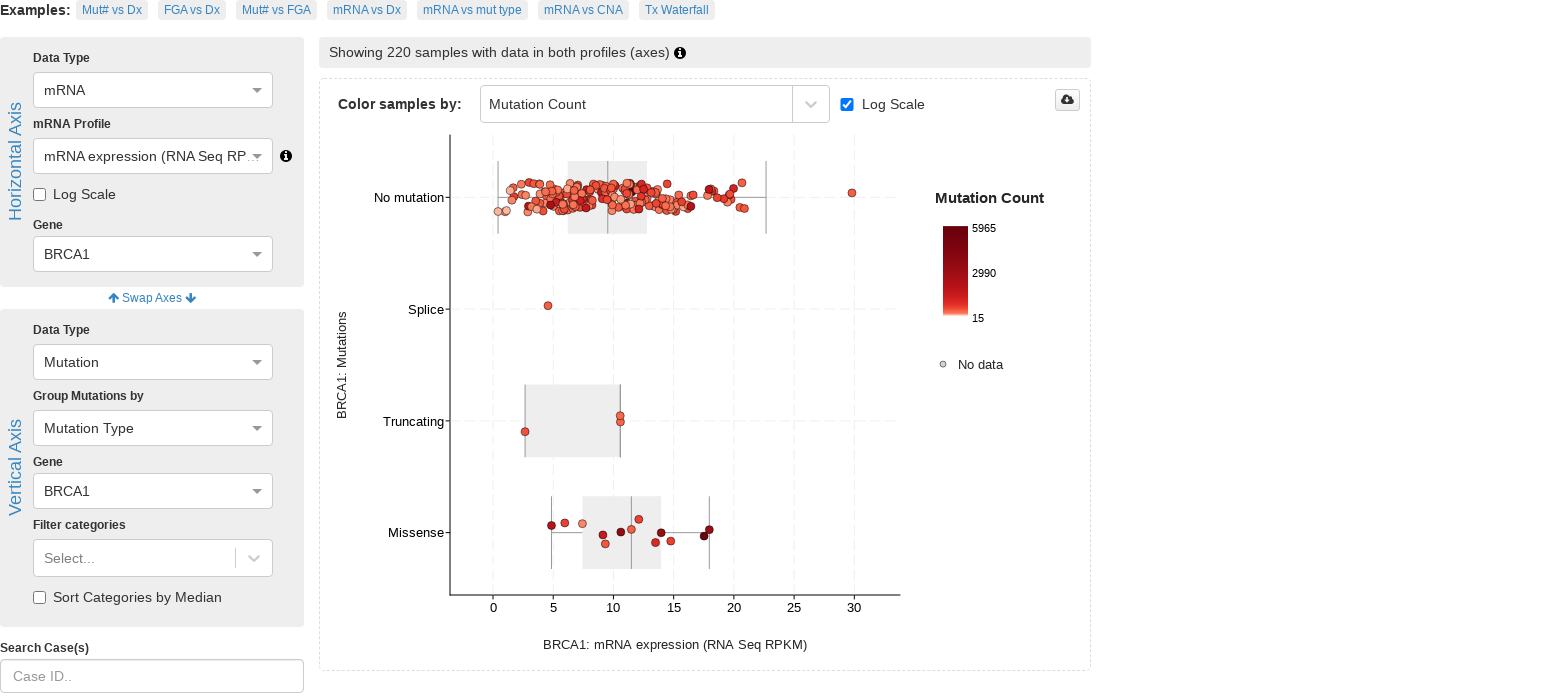 Examples: Mut# vs Dx FGA vs Dx Mut# vs FGA mRNA vs Dx mRNA vs mut type mRNA vs CNA Tx Waterfall
Horizontal Axis
Data Type
mRNA
mRNA Profile
mRNA expression (RNA Seq RP...
Log Scale
Gene
BRCA1
Swap Axes
Vertical Axis
Data Type
Mutation
Group Mutations by
Mutation Type
Gene
BRCA1
Filter categories
Select...
Sort Categories by Median
Search Case(s)
Case ID..
Showing 220 samples with data in both profiles (axes)
Color samples by: Mutation Count Log Scale
BRCA1: Mutations
No mutation
Splice
Truncating
Missense
0 5 10 15 20 25 30
BRCA1: mRNA expression (RNA Seq RPKM)
Mutation Count
5965
2990
15
No data